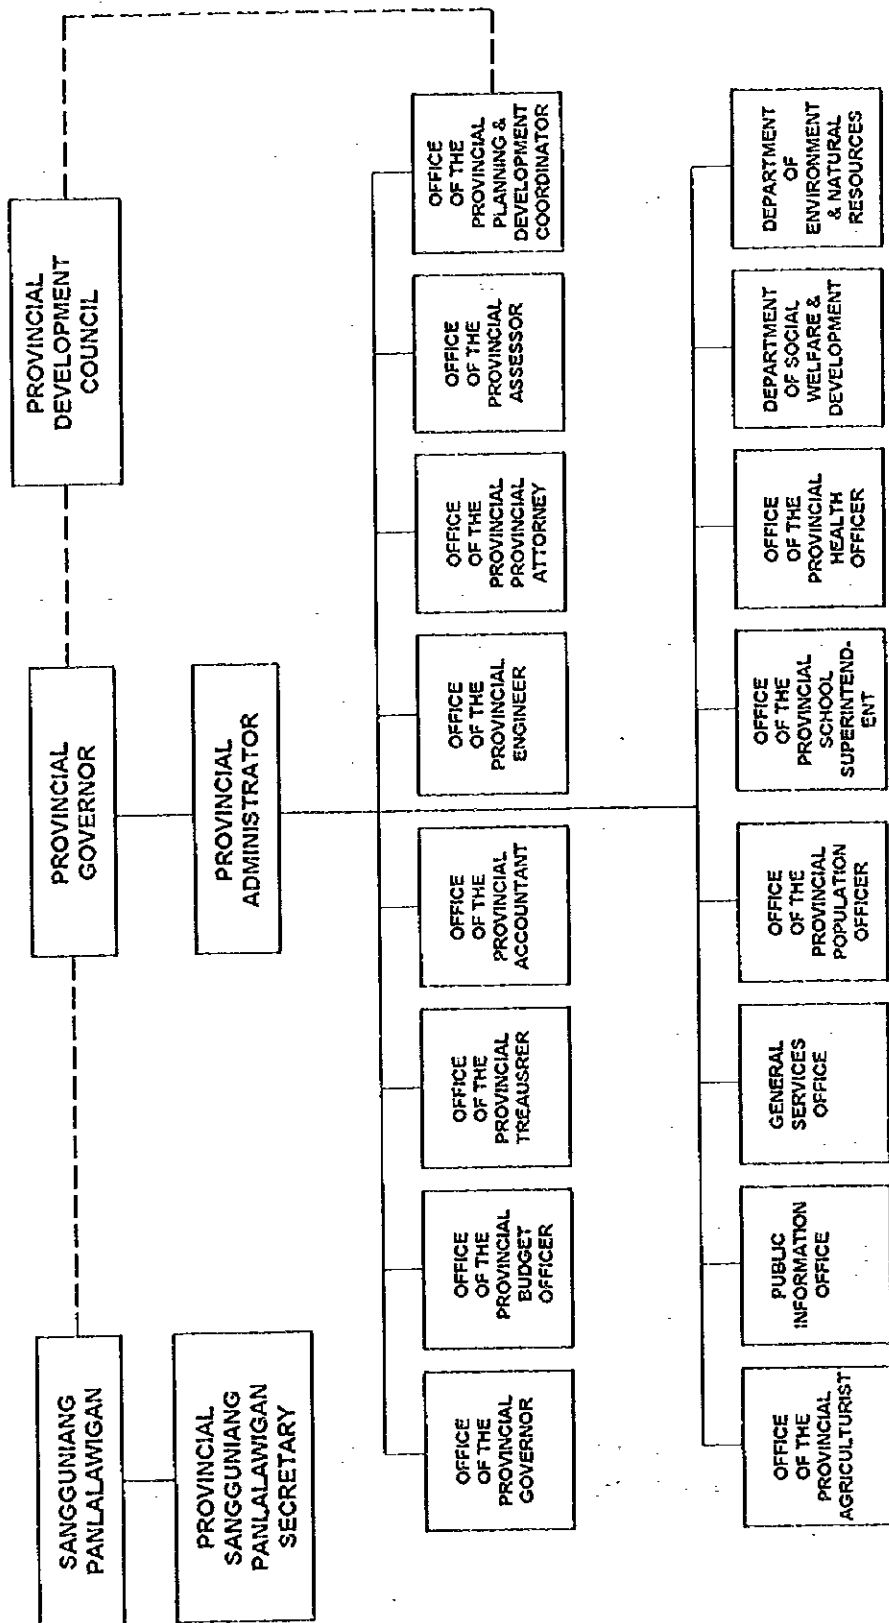 SANGGUNIANG
PANLALAWIGAN
PROVINCIAL
GOVERNOR
PROVINCIAL
DEVELOPMENT
COUNCIL
PROVINCIAL
SANGGUNIANG
PANLALAWIGAN
SECRETARY
PROVINCIAL
ADMINISTRATOR
OFFICE
OF THE
PROVINCIAL
GOVERNOR
OFFICE
OF THE
PROVINCIAL
BUDGET
OFFICER
OFFICE
OF THE
PROVINCIAL
TREAUSRER
OFFICE
OF THE
PROVINCIAL
ACCOUNTANT
OFFICE
OF THE
PROVINCIAL
ENGINEER
OFFICE
OF THE
PROVINCIAL
PROVINCIAL
ATTORNEY
OFFICE
OF THE
PROVINCIAL
ASSESSOR
OFFICE
OF THE
PROVINCIAL
PLANNING &
DEVELOPMENT
COORDINATOR
OFFICE
OF THE
PROVINCIAL
AGRICULTURIST
PUBLIC
INFORMATION
OFFICE
GENERAL
SERVICES
OFFICE
OFFICE
OF THE
PROVINCIAL
POPULATION
OFFICER
OFFICE
OF THE
PROVINCIAL
SCHOOL
SUPERINTEND-
ENT
OFFICE
OF THE
PROVINCIAL
HEALTH
OFFICER
DEPARTMENT
OF SOCIAL
WELFARE &
DEVELOPMENT
DEPARTMENT
OF
ENVIRONMENT
& NATURAL
RESOURCES